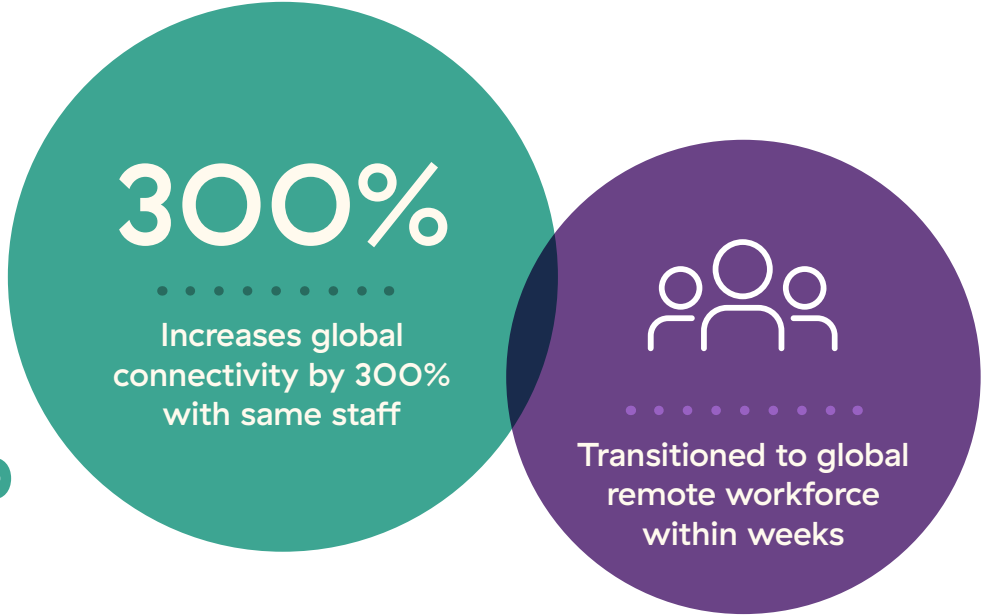 300%
Increases global
connectivity by 300%
with same staff
Transitioned to global
remote workforce
within weeks